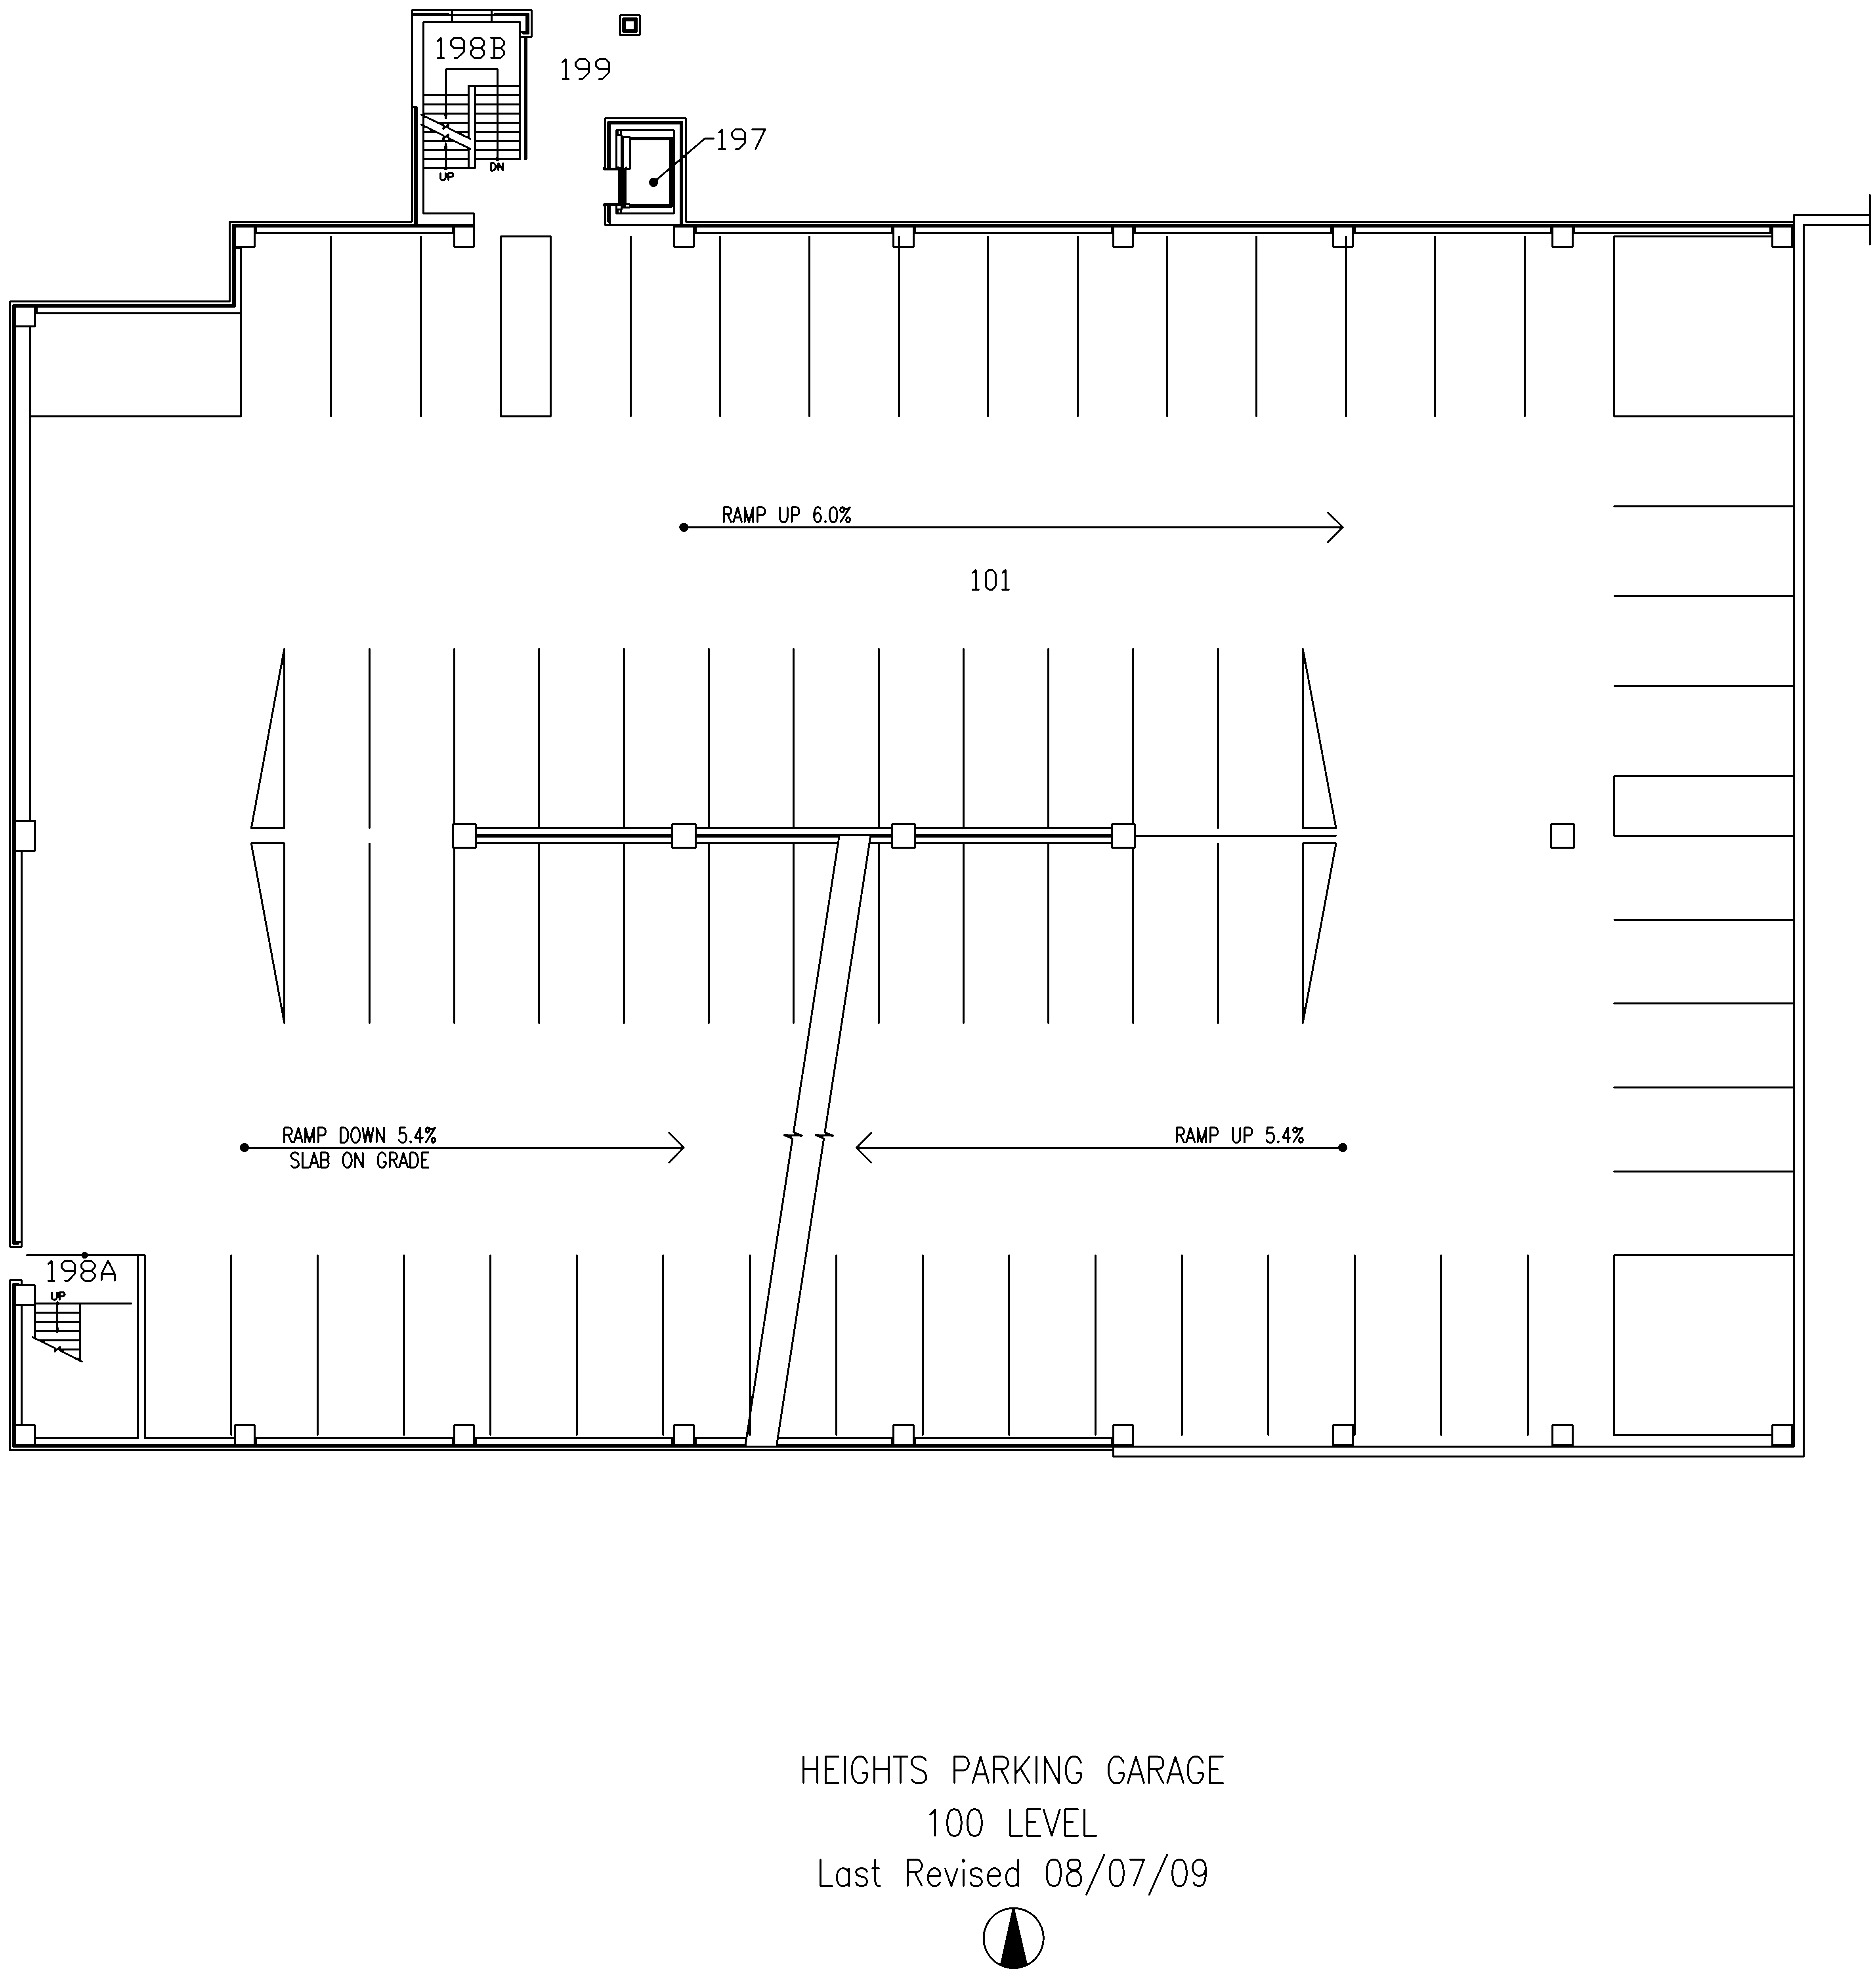 198B
199
197
UP
DN
RAMP UP 6.0%
101
RAMP DOWN 5.4%
SLAB ON GRADE
RAMP UP 5.4%
198A
UP
HEIGHTS PARKING GARAGE
100 LEVEL
Last Revised 08/07/09